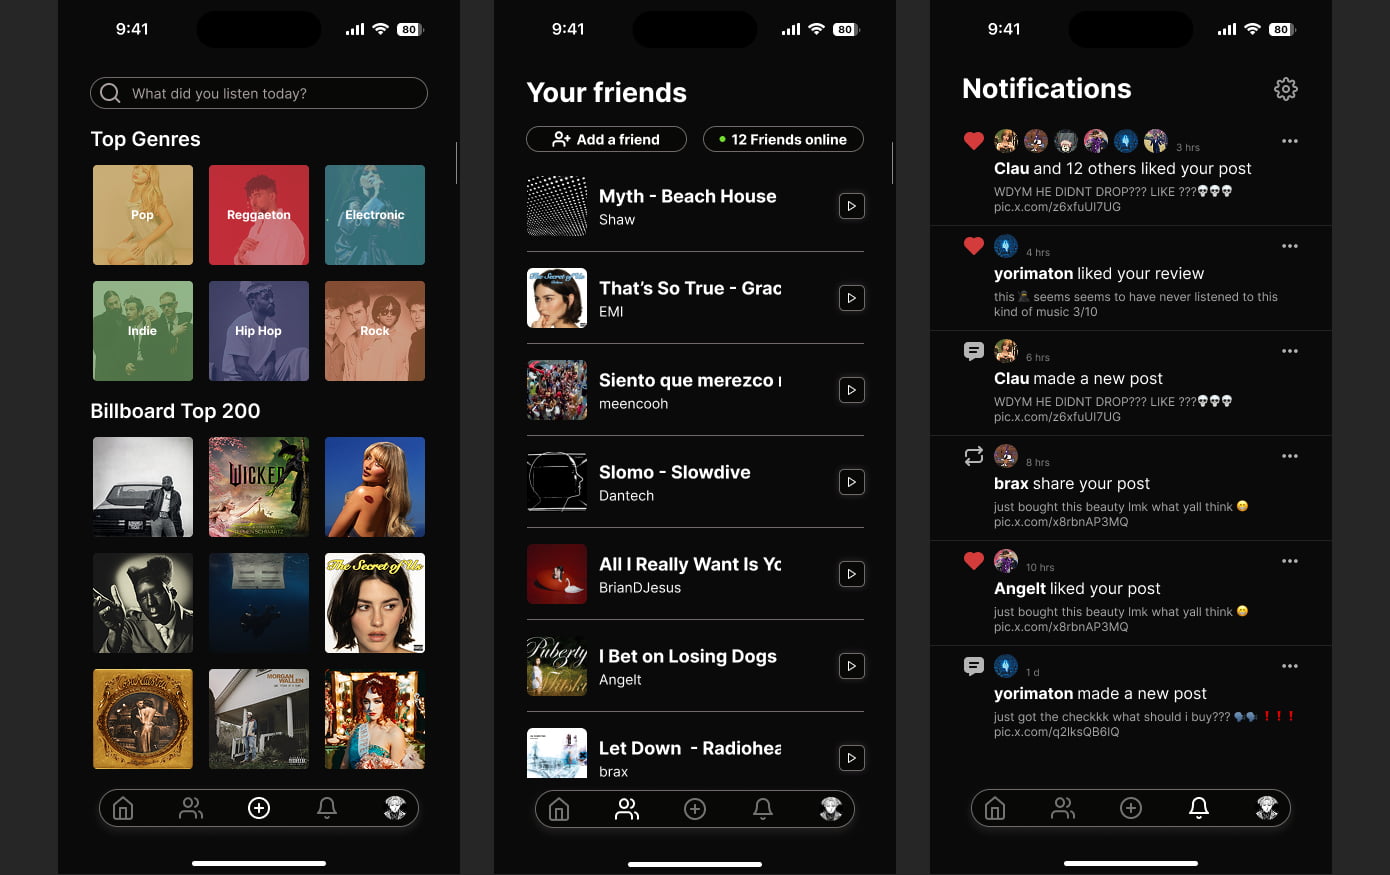 9:41
80
What did you listen today?
Top Genres
Pop
Reggaeton
Electronic
Indie
Hip Hop
Rock
Billboard Top 200
WICKED
STEPHEN SCHWARTZ
The Secret of Us
MORGAN
WALLEN
9:41
80
Your friends
Add a friend
12 Friends online
Myth - Beach House
Shaw
The Secret of Us
That's So True - Grac
EMI
Siento que merezco
meencooh
Slomo - Slowdive
Dantech
All I Really Want Is Yo
BrianDJesus
Puberty
I Bet on Losing Dogs
Angelt
Let Down - Radiohea
brax
9:41
80
Notifications
3 hrs
Clau and 12 others liked your post
WDYM HE DIDNT DROP??? LIKE ???💀💀💀
pic.x.com/z6xfuUI7UG
4 hrs
yorimaton liked your review
this seems seems to have never listened to this
kind of music 3/10
6 hrs
Clau made a new post
WDYM HE DIDNT DROP??? LIKE ???💀💀💀
pic.x.com/z6xfuUI7UG
8 hrs
brax share your post
just bought this beauty lmk what yall think 😁
pic.x.com/x8rbnAP3MQ
10 hrs
Angelt liked your post
just bought this beauty lmk what yall think 😁
pic.x.com/x8rbnAP3MQ
1 d
yorimaton made a new post
just got the checkkk what should i buy??? 🗣️🗣️ ❗❗❗
pic.x.com/q2lksQB6IQ